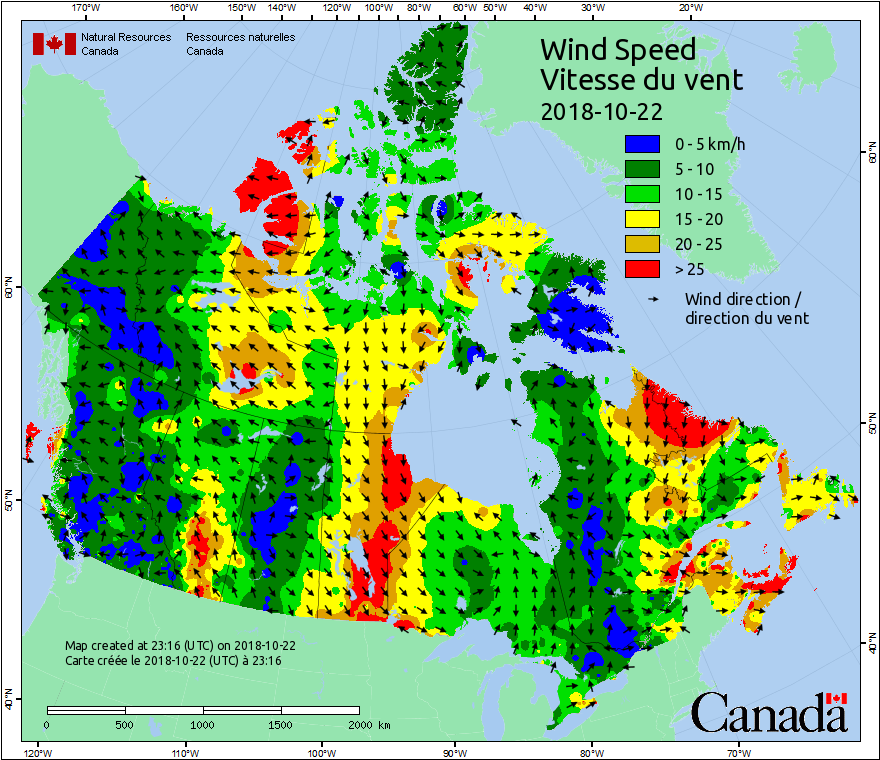 170°W 160°W 150°W 140°W 120°W 110°W 100°W 80°W 60°W 50°W 40°W 30°W 20°W
Natural Resources Ressources naturelles
Canada Canada
Wind Speed
Vitesse du vent
2018-10-22
0 - 5 km/h
5 - 10
10 - 15
15 - 20
20 - 25
> 25
Wind direction /
direction du vent
60°N
60°N
50°N
50°N
40°N
40°N
Map created at 23:16 (UTC) on 2018-10-22
Carte créée le 2018-10-22 (UTC) à 23:16
0 500 1000 1500 2000 km
Canada
120°W 110°W 100°W 90°W 80°W 70°W